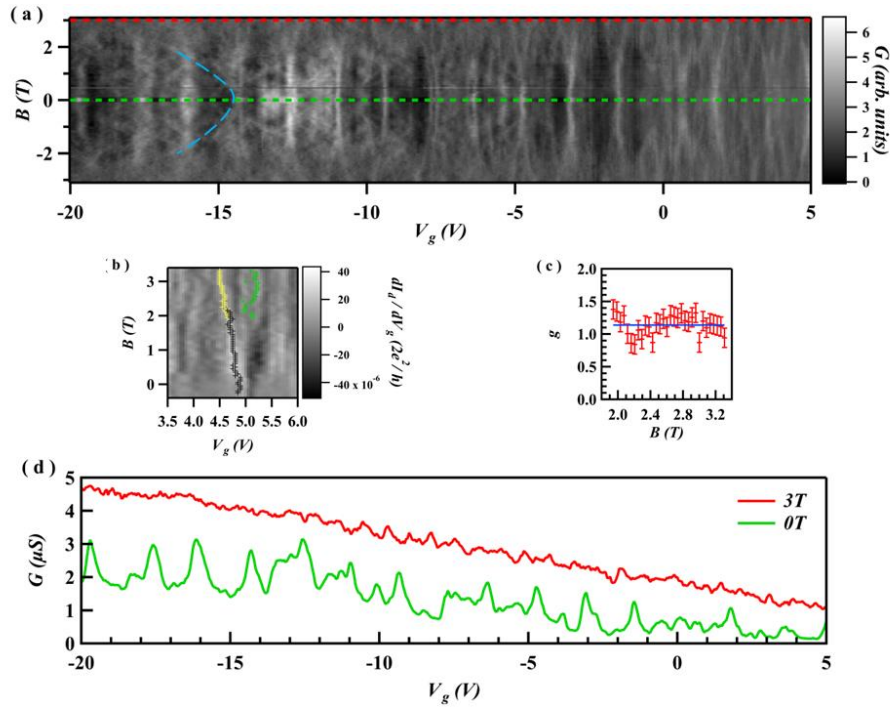 ( a )
B (T)
2
0
-2
-20
-15
-10
-5
0
5
V_g (V)
6
5
4
3
2
1
0
G (arb. units)
( b )
B (T)
3
2
1
0
3.5 4.0 4.5 5.0 5.5 6.0
V_g (V)
40
20
0
-20
-40 x 10^-6
dI_d / dV_g (2e^2/h)
( c )
g
2.0
1.5
1.0
0.5
0.0
2.0 2.4 2.8 3.2
B (T)
( d )
G (µS)
5
4
3
2
1
0
3T
0T
-20
-15
-10
-5
0
5
V_g (V)